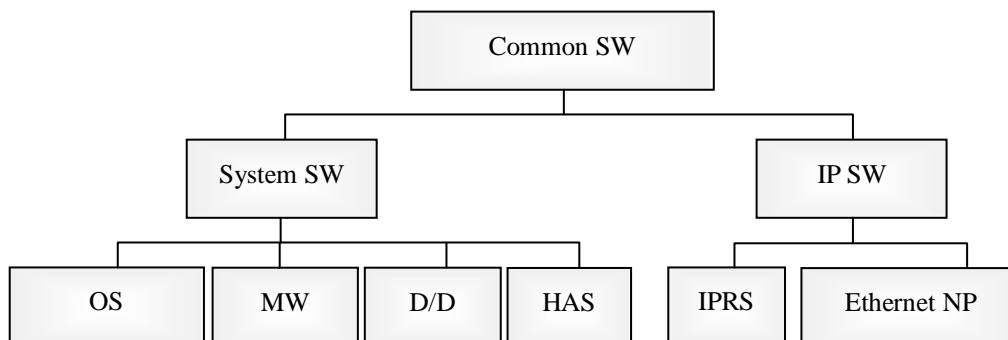 Common SW
System SW
IP SW
OS
MW
D/D
HAS
IPRS
Ethernet NP